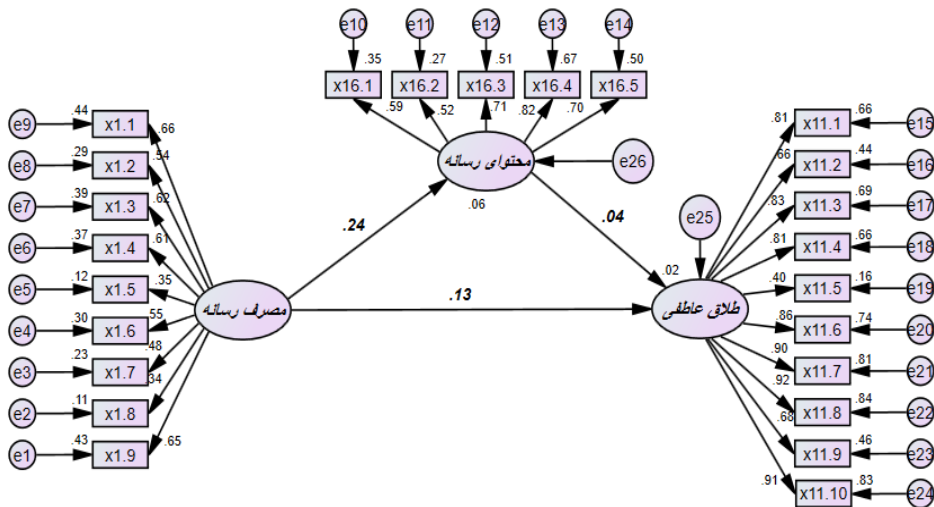 e10 e11 e12 e13 e14
.35 .27 .51 .67 .50
x16.1 x16.2 x16.3 x16.4 x16.5
.59 .52 .71 .82 .70
محتوای رسانه
e26
.06
e9 .44 x1.1 .66
e8 .29 x1.2 .54
e7 .39 x1.3 .62
e6 .37 x1.4 .61
e5 .12 x1.5 .35
e4 .30 x1.6 .55
e3 .23 x1.7 .48
e2 .11 x1.8 .34
e1 .43 x1.9 .65
مصرف رسانه
.24
.04
.13
e25
.02
طلاق عاطفی
.81 x11.1 .66 e15
.66 x11.2 .44 e16
.83 x11.3 .69 e17
.81 x11.4 .66 e18
.40 x11.5 .16 e19
.86 x11.6 .74 e20
.90 x11.7 .81 e21
.92 x11.8 .84 e22
.68 x11.9 .46 e23
.91 x11.10 .83 e24